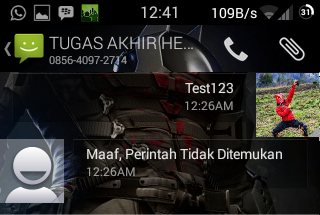 12:41
109B/s
31
TUGAS AKHIR HE...
0856-4097-2714
Test123
12:26AM
Maaf, Perintah Tidak Ditemukan
12:26AM